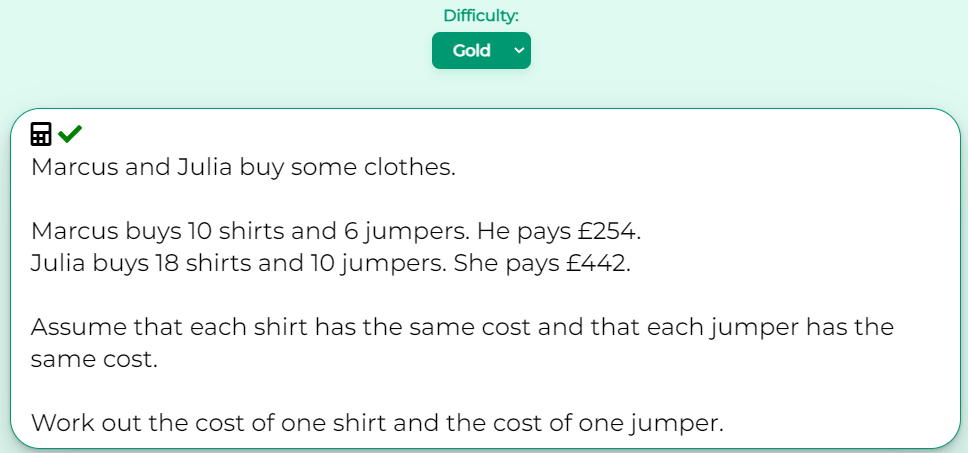 Difficulty:
Gold
Marcus and Julia buy some clothes.
Marcus buys 10 shirts and 6 jumpers. He pays £254.
Julia buys 18 shirts and 10 jumpers. She pays £442.
Assume that each shirt has the same cost and that each jumper has the
same cost.
Work out the cost of one shirt and the cost of one jumper.